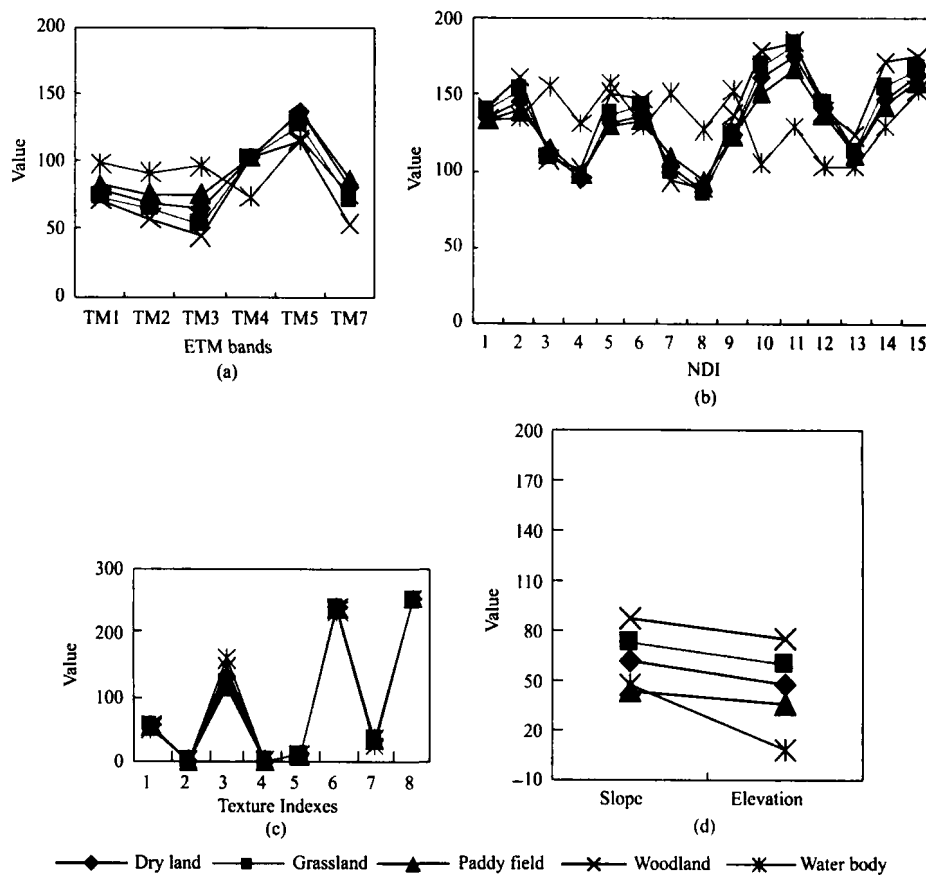 200
150
100
50
0
Value
TM1 TM2 TM3 TM4 TM5 TM7
ETM bands
(a)
200
150
100
50
0
Value
1 2 3 4 5 6 7 8 9 10 11 12 13 14 15
NDI
(b)
300
200
100
0
Value
1 2 3 4 5 6 7 8
Texture Indexes
(c)
200
170
140
110
80
50
20
−10
Value
Slope Elevation
(d)
Dry land Grassland Paddy field Woodland Water body